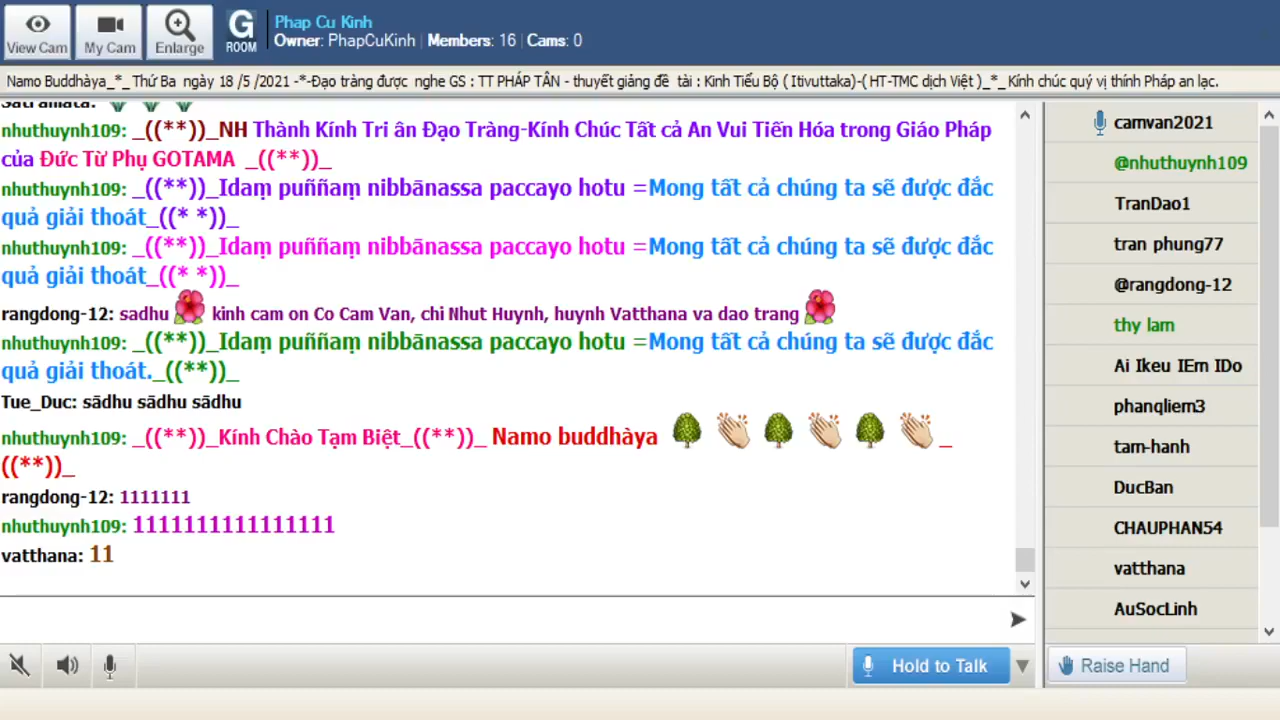 View Cam
My Cam
Enlarge
G
ROOM
Phap Cu Kinh
Owner: PhapCuKinh | Members: 16 | Cams: 0
Namo Buddhàya_*_ Thứ Ba ngày 18 /5 /2021 -*-Đạo tràng được nghe GS : TT PHÁP TÂN - thuyết giảng đề tài : Kinh Tiểu Bộ ( Itivuttaka)-( HT-TMC dịch Việt )_*_ Kính chúc quý vị thính Pháp an lạc.
nhuthuynh109: _((**))_NH Thành Kính Tri ân Đạo Tràng-Kính Chúc Tất cả An Vui Tiến Hóa trong Giáo Pháp
của Đức Từ Phụ GOTAMA _((**))_
nhuthuynh109: _((**))_Idaṃ puññaṃ nibbānassa paccayo hotu =Mong tất cả chúng ta sẽ được đắc
quả giải thoát_((* *))_
nhuthuynh109: _((**))_Idaṃ puññaṃ nibbānassa paccayo hotu =Mong tất cả chúng ta sẽ được đắc
quả giải thoát_((* *))_
rangdong-12: sadhu kinh cam on Co Cam Van, chi Nhut Huynh, huynh Vatthana va dao trang
nhuthuynh109: _((**))_Idaṃ puññaṃ nibbānassa paccayo hotu =Mong tất cả chúng ta sẽ được đắc
quả giải thoát._((**))_
Tue_Duc: sādhu sādhu sādhu
nhuthuynh109: _((**))_Kính Chào Tạm Biệt_((**))_ Namo buddhàya _
((**))_
rangdong-12: 1111111
nhuthuynh109: 1111111111111111
vatthana: 11
camvan2021
@nhuthuynh109
TranDao1
tran phung77
@rangdong-12
thy lam
Ai Ikeu IEm IDo
phanqliem3
tam-hanh
DucBan
CHAUPHAN54
vatthana
AuSocLinh
Hold to Talk
Raise Hand